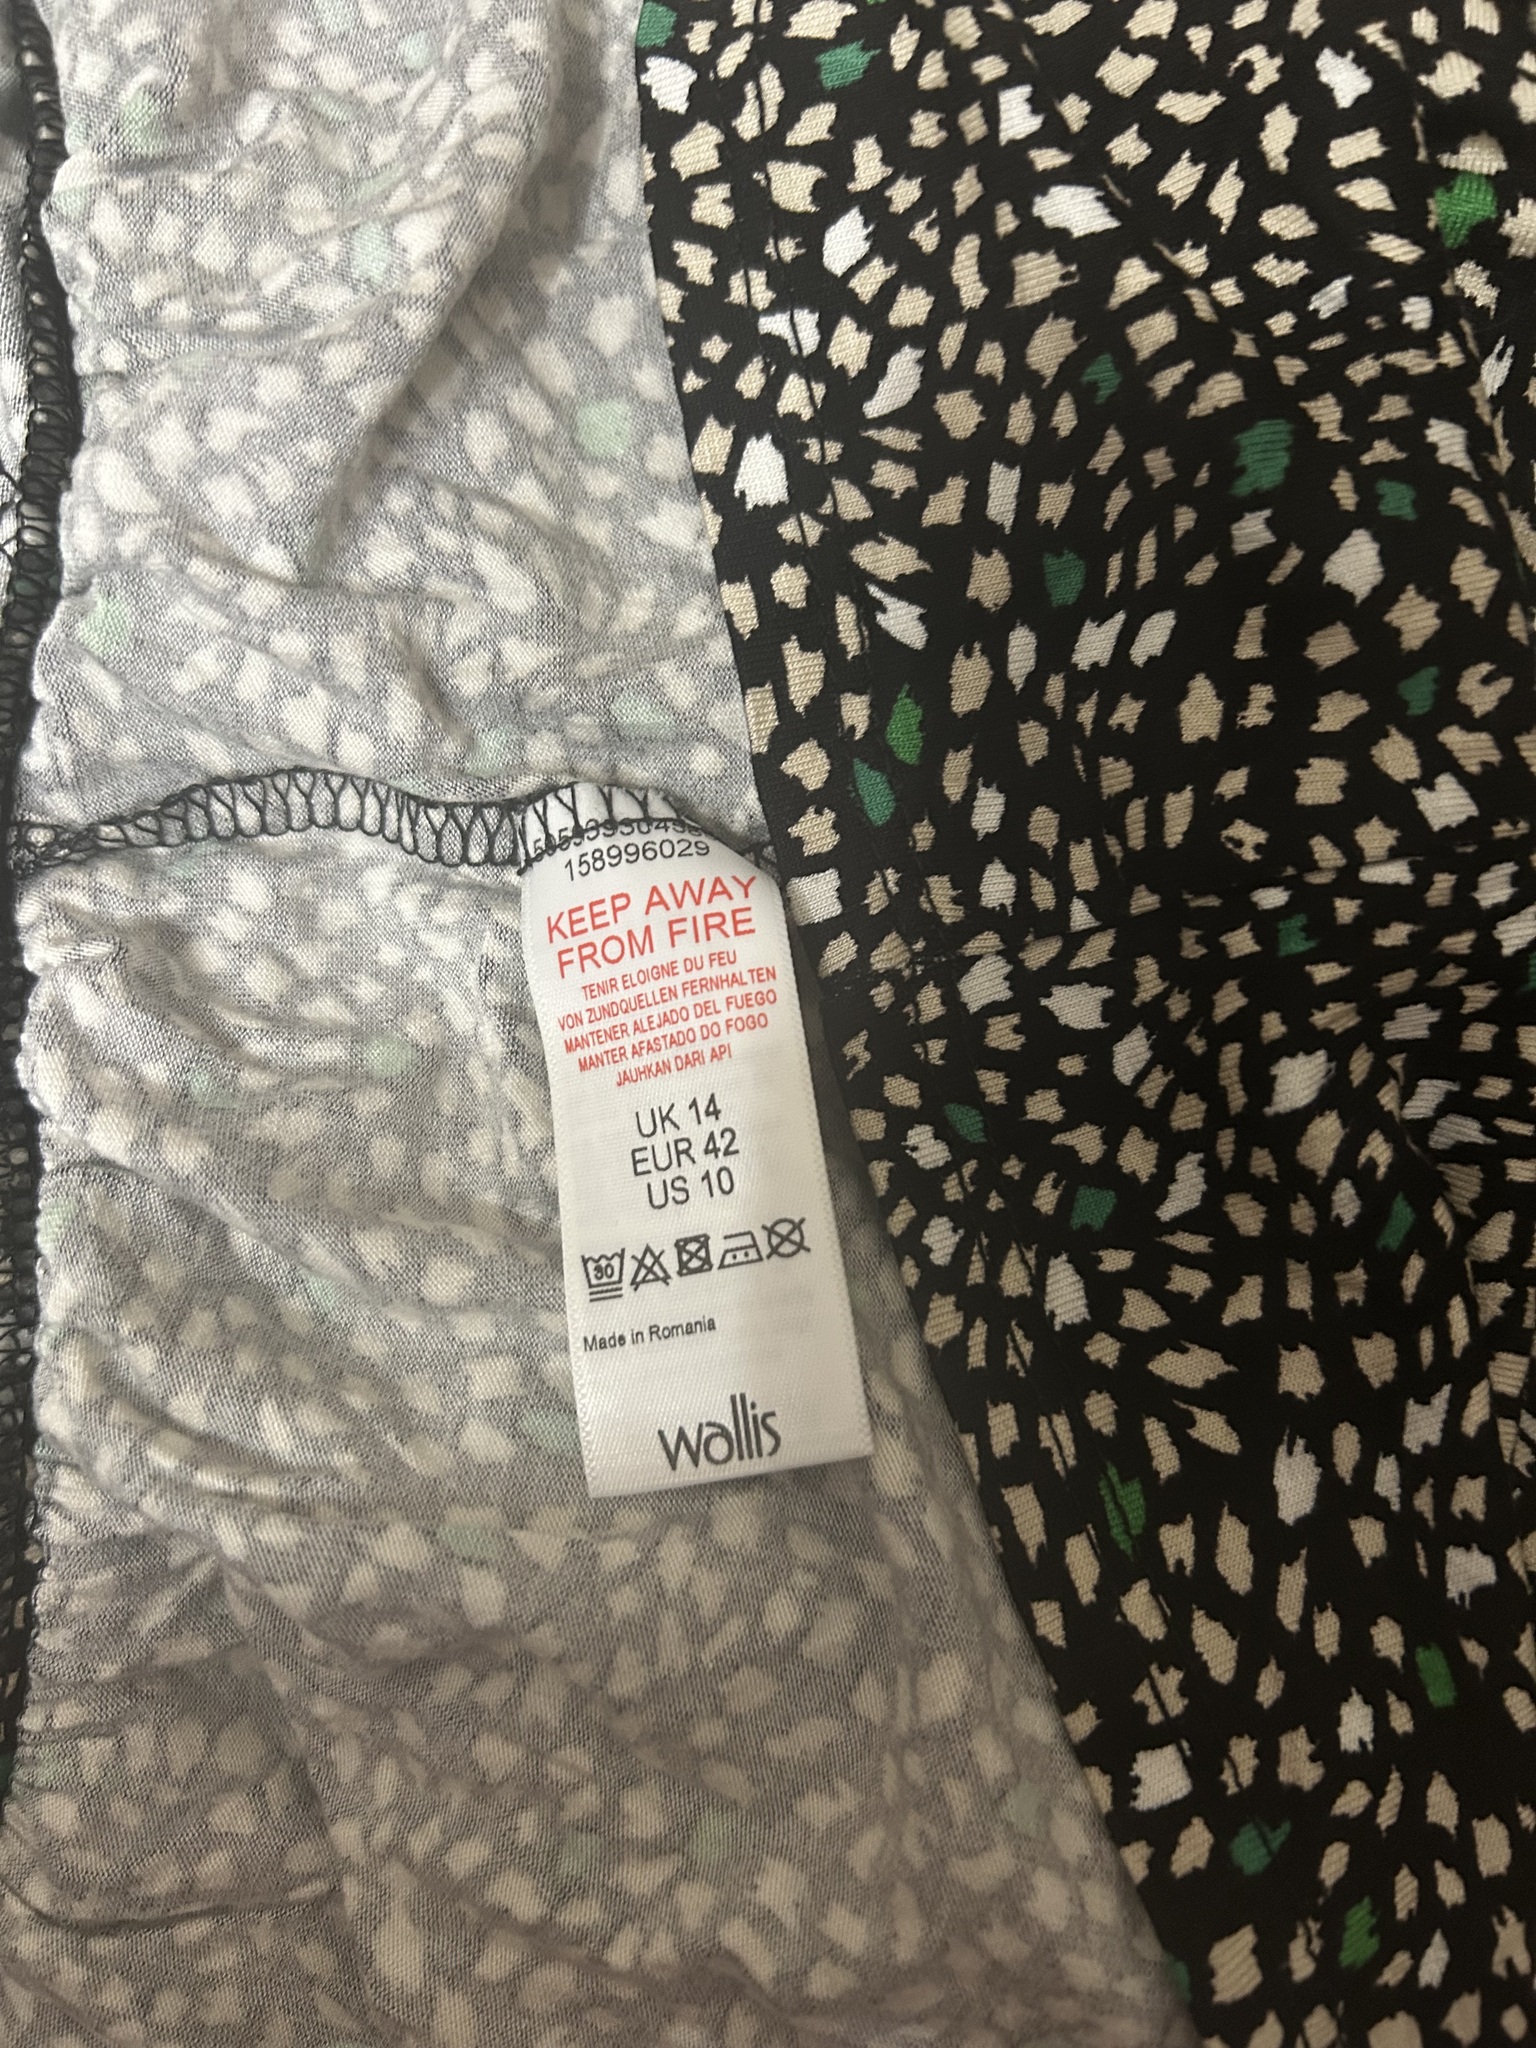 158996029
KEEP AWAY
FROM FIRE
TENIR ELOIGNE DU FEU
VON ZUNDQUELLEN FERNHALTEN
MANTENER ALEJADO DEL FUEGO
MANTER AFASTADO DO FOGO
JAUHKAN DARI API
UK 14
EUR 42
US 10
30
Made in Romania
wallis